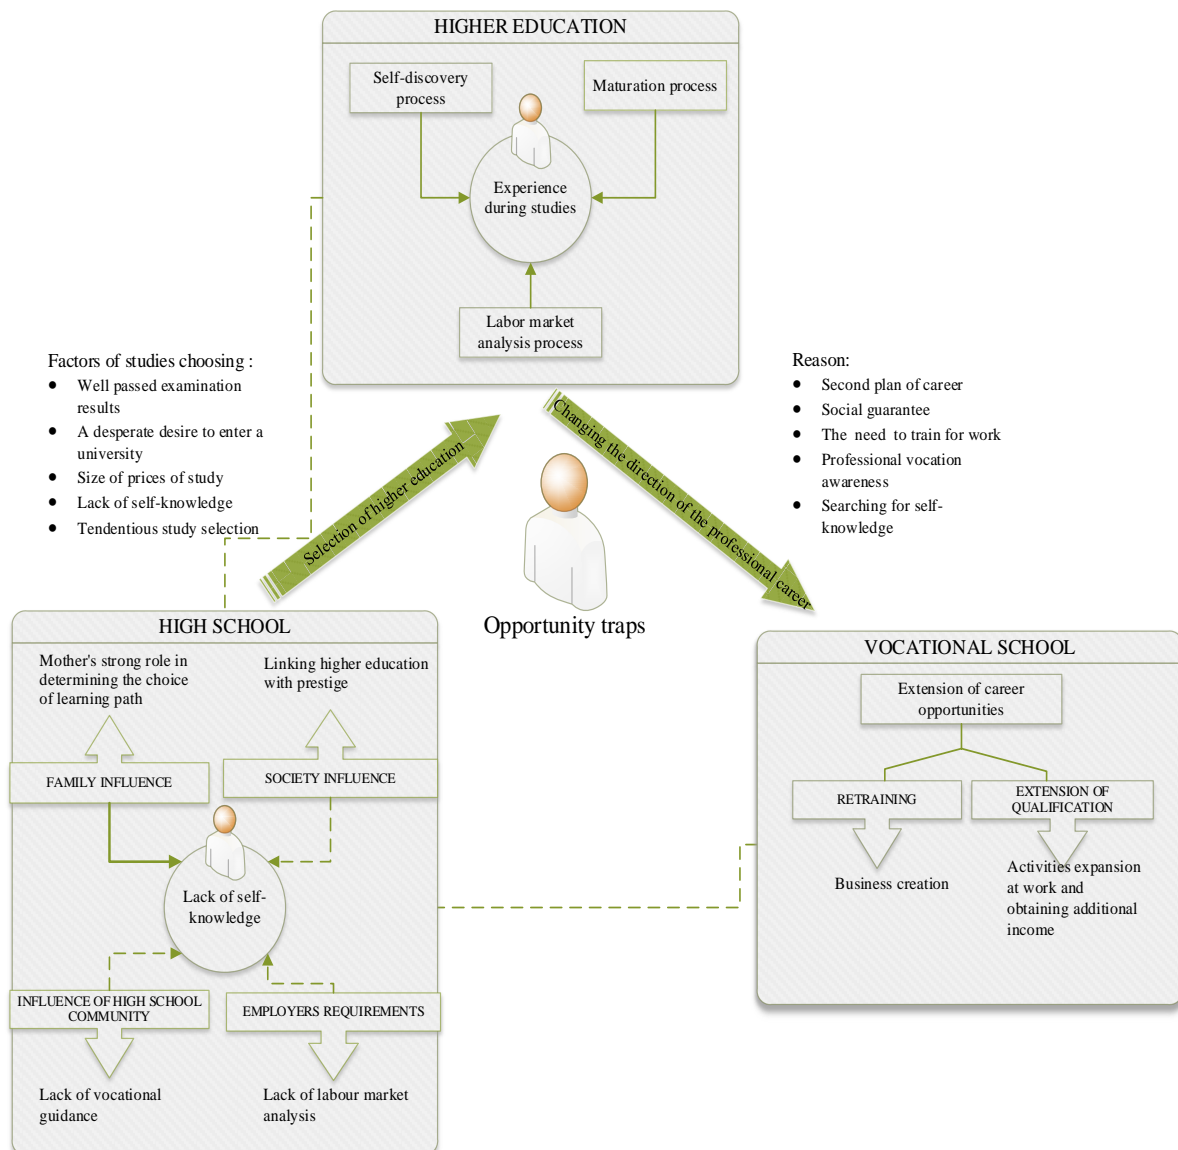 HIGHER EDUCATION
Self-discovery
process
Maturation process
Experience
during studies
Labor market
analysis process
Factors of studies choosing :
● Well passed examination
results
● A desperate desire to enter a
university
● Size of prices of study
● Lack of self-knowledge
● Tendentious study selection
Reason:
● Second plan of career
● Social guarantee
● The need to train for work
● Professional vocation
awareness
● Searching for self-
knowledge
Selection of higher education
Changing the direction of the professional career
Opportunity traps
HIGH SCHOOL
Mother's strong role in
determining the choice
of learning path
Linking higher education
with prestige
FAMILY INFLUENCE
SOCIETY INFLUENCE
Lack of self-
knowledge
INFLUENCE OF HIGH SCHOOL
COMMUNITY
EMPLOYERS REQUIREMENTS
Lack of vocational
guidance
Lack of labour market
analysis
VOCATIONAL SCHOOL
Extension of career
opportunities
RETRAINING
EXTENSION OF
QUALIFICATION
Business creation
Activities expansion
at work and
obtaining additional
income